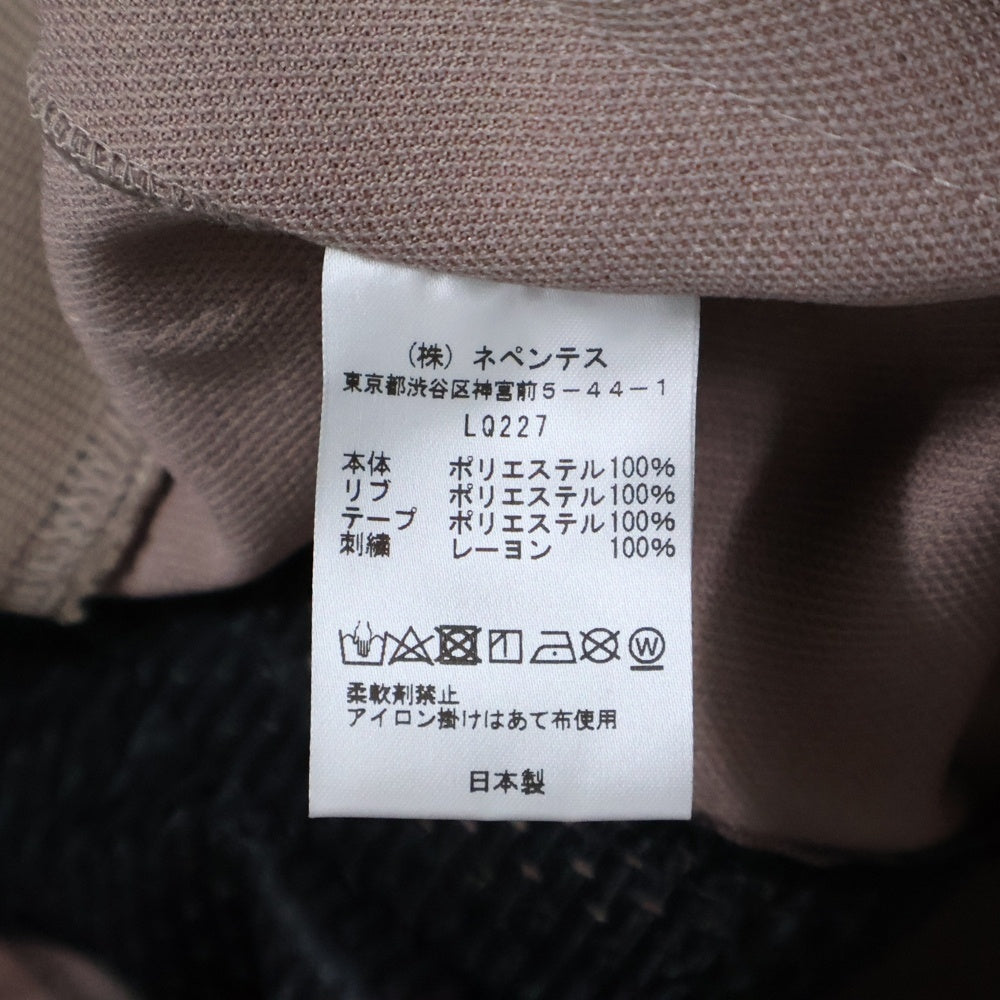 （株）ネペンテス
東京都渋谷区神宮前５－４４－１
LQ227
本体 ポリエステル100%
リブ ポリエステル100%
テープ ポリエステル100%
刺繍 レーヨン 100%
W
柔軟剤禁止
アイロン掛けはあて布使用
日本製